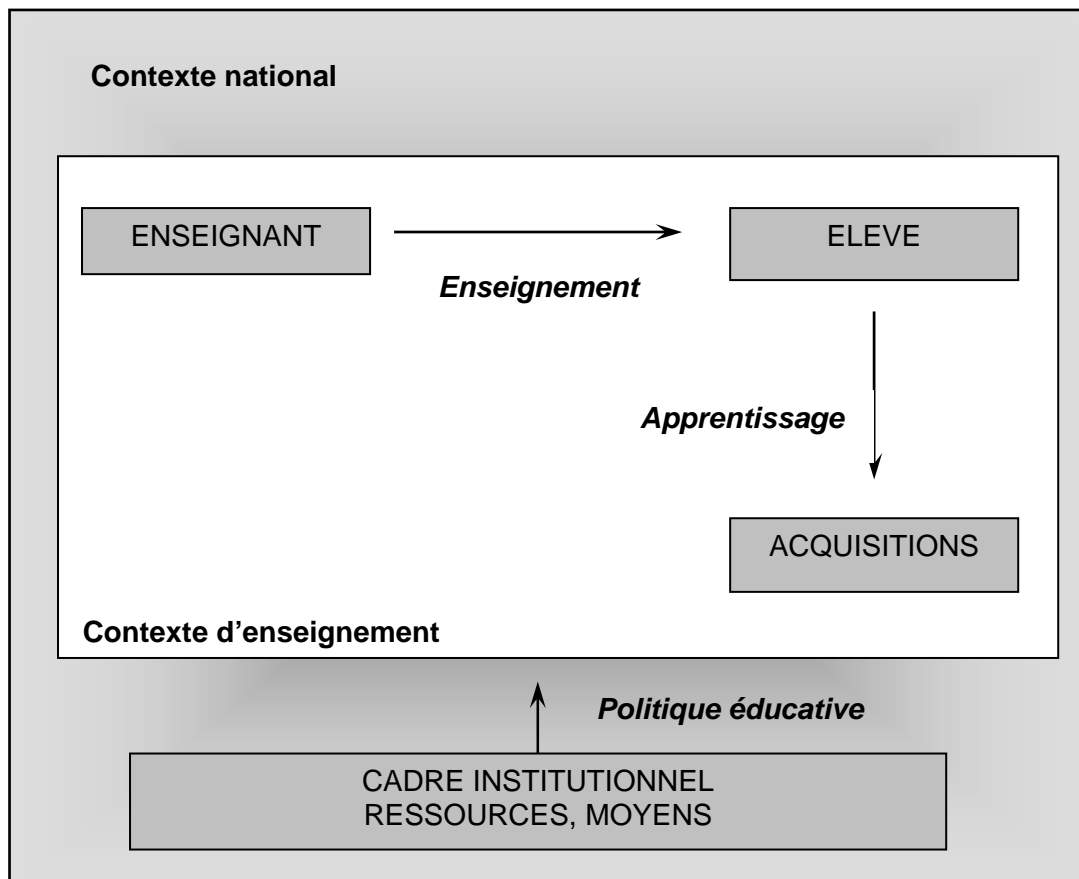 Contexte national
ENSEIGNANT
ELEVE
Enseignement
Apprentissage
ACQUISITIONS
Contexte d’enseignement
Politique éducative
CADRE INSTITUTIONNEL
RESSOURCES, MOYENS